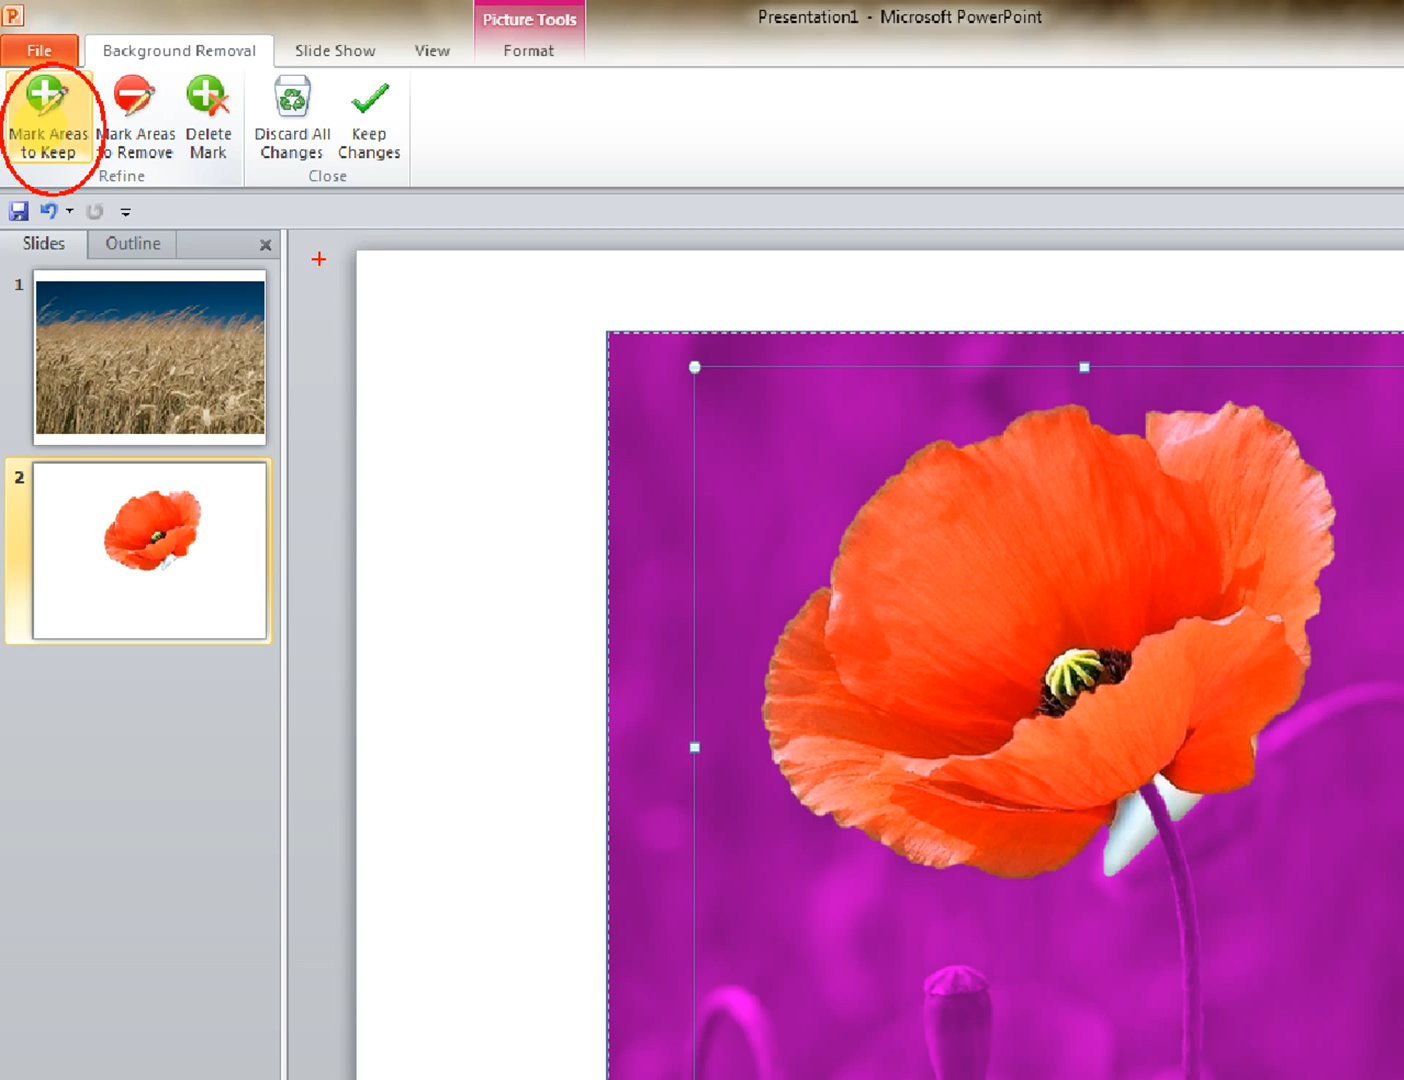 Picture Tools
Presentation1 - Microsoft PowerPoint
File
Background Removal
Slide Show
View
Format
Mark Areas
to Keep
Mark Areas
to Remove
Delete
Mark
Discard All
Changes
Keep
Changes
Refine
Close
Slides
Outline
1
2